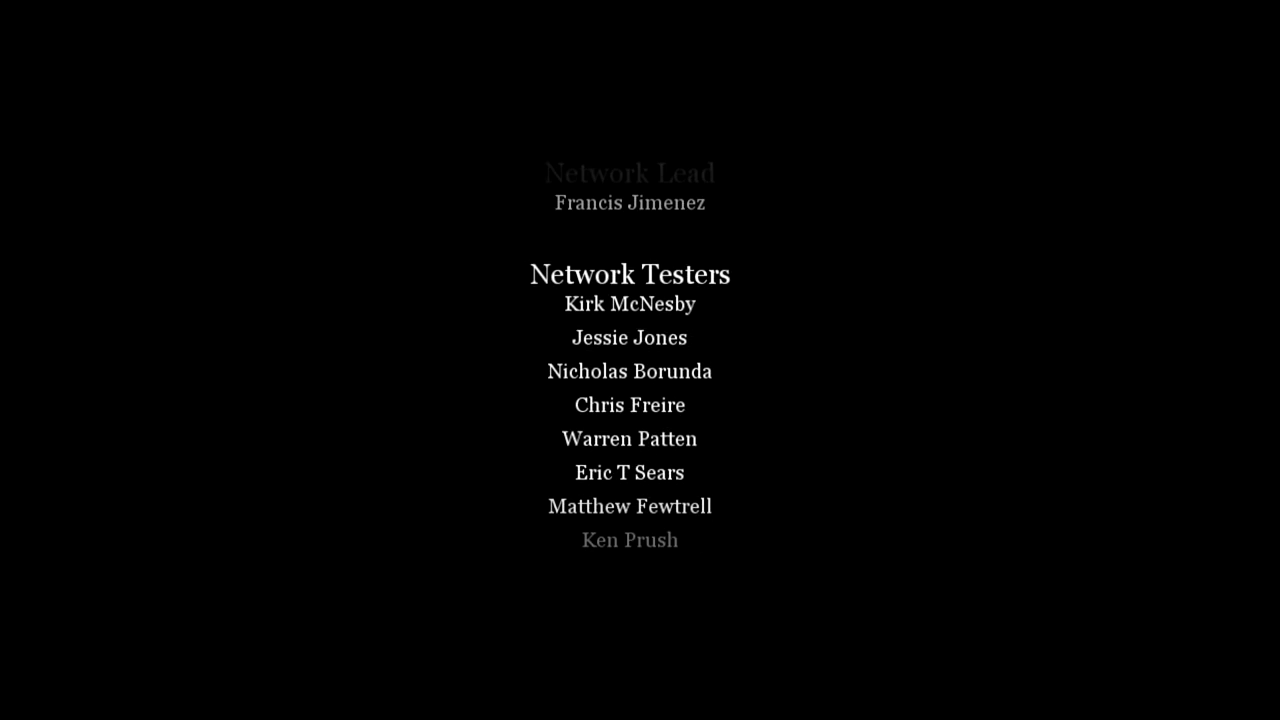 Network Lead
Francis Jimenez
Network Testers
Kirk McNesby
Jessie Jones
Nicholas Borunda
Chris Freire
Warren Patten
Eric T Sears
Matthew Fewtrell
Ken Prush